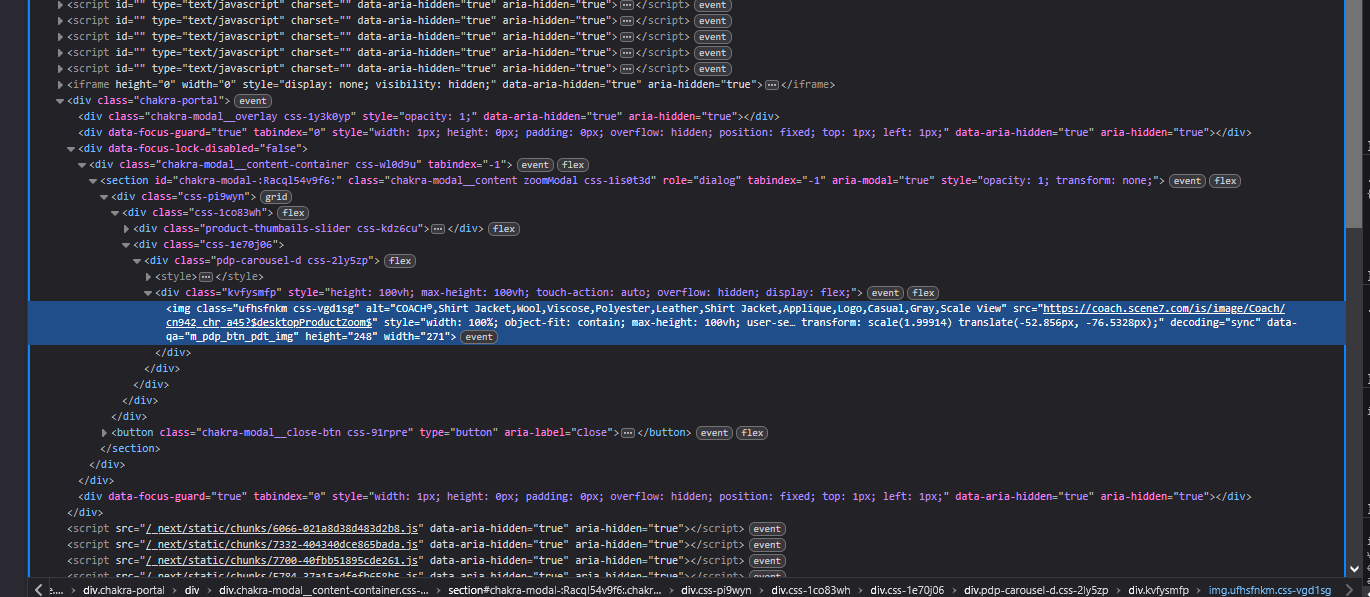 <script id="" type="text/javascript" charset="" data-aria-hidden="true" aria-hidden="true"></script> event
<script id="" type="text/javascript" charset="" data-aria-hidden="true" aria-hidden="true"></script> event
<script id="" type="text/javascript" charset="" data-aria-hidden="true" aria-hidden="true"></script> event
<script id="" type="text/javascript" charset="" data-aria-hidden="true" aria-hidden="true"></script> event
<script id="" type="text/javascript" charset="" data-aria-hidden="true" aria-hidden="true"></script> event
<iframe height="0" width="0" style="display: none; visibility: hidden;" data-aria-hidden="true" aria-hidden="true"></iframe>
<div class="chakra-portal"> event
<div class="chakra-modal__overlay css-1y3k0yp" style="opacity: 1;" data-aria-hidden="true" aria-hidden="true"></div>
<div data-focus-guard="true" tabindex="0" style="width: 1px; height: 0px; padding: 0px; overflow: hidden; position: fixed; top: 1px; left: 1px;" data-aria-hidden="true" aria-hidden="true"></div>
<div data-focus-lock-disabled="false">
<div class="chakra-modal__content-container css-wl0d9u" tabindex="-1"> event flex
<section id="chakra-modal-:Racql54v9f6:" class="chakra-modal__content zoomModal css-1is0t3d" role="dialog" tabindex="-1" aria-modal="true" style="opacity: 1; transform: none;"> event flex
<div class="css-pi9wyn"> grid
<div class="css-1co83wh"> flex
<div class="product-thumbails-slider css-kdz6cu"></div> flex
<div class="css-1e70j06">
<div class="pdp-carousel-d css-2ly5zp"> flex
<style></style>
<div class="kvfysmfp" style="height: 100vh; max-height: 100vh; touch-action: auto; overflow: hidden; display: flex;"> event flex
<img class="ufhsfnkm css-vgd1sg" alt="COACH®,Shirt Jacket,Wool,Viscose,Polyester,Leather,Shirt Jacket,Applique,Logo,Casual,Gray,Scale View" src="https://coach.scene7.com/is/image/Coach/
cn942_chr_a45?$desktopProductZoom$" style="width: 100%; object-fit: contain; max-height: 100vh; user-se… transform: scale(1.99914) translate(-52.856px, -76.5328px);" decoding="sync" data-
qa="m_pdp_btn_pdt_img" height="248" width="271"> event
</div>
</div>
</div>
</div>
</div>
<button class="chakra-modal__close-btn css-91rpre" type="button" aria-label="Close"></button> event flex
</section>
</div>
</div>
<div data-focus-guard="true" tabindex="0" style="width: 1px; height: 0px; padding: 0px; overflow: hidden; position: fixed; top: 1px; left: 1px;" data-aria-hidden="true" aria-hidden="true"></div>
</div>
<script src="/_next/static/chunks/6066-021a8d38d483d2b8.js" data-aria-hidden="true" aria-hidden="true"></script> event
<script src="/_next/static/chunks/7332-404340dce865bada.js" data-aria-hidden="true" aria-hidden="true"></script> event
<script src="/_next/static/chunks/7700-40fbb51895cde261.js" data-aria-hidden="true" aria-hidden="true"></script> event
<script data-aria-hidden="true" aria-hidden="true"></script> event
e.… div.chakra-portal div div.chakra-modal__content-container.css-… section#chakra-modal-:Racql54v9f6:.chakr… div.css-pi9wyn div.css-1co83wh div.css-1e70j06 div.pdp-carousel-d.css-2ly5zp div.kvfysmfp img.ufhsfnkm.css-vgd1sg